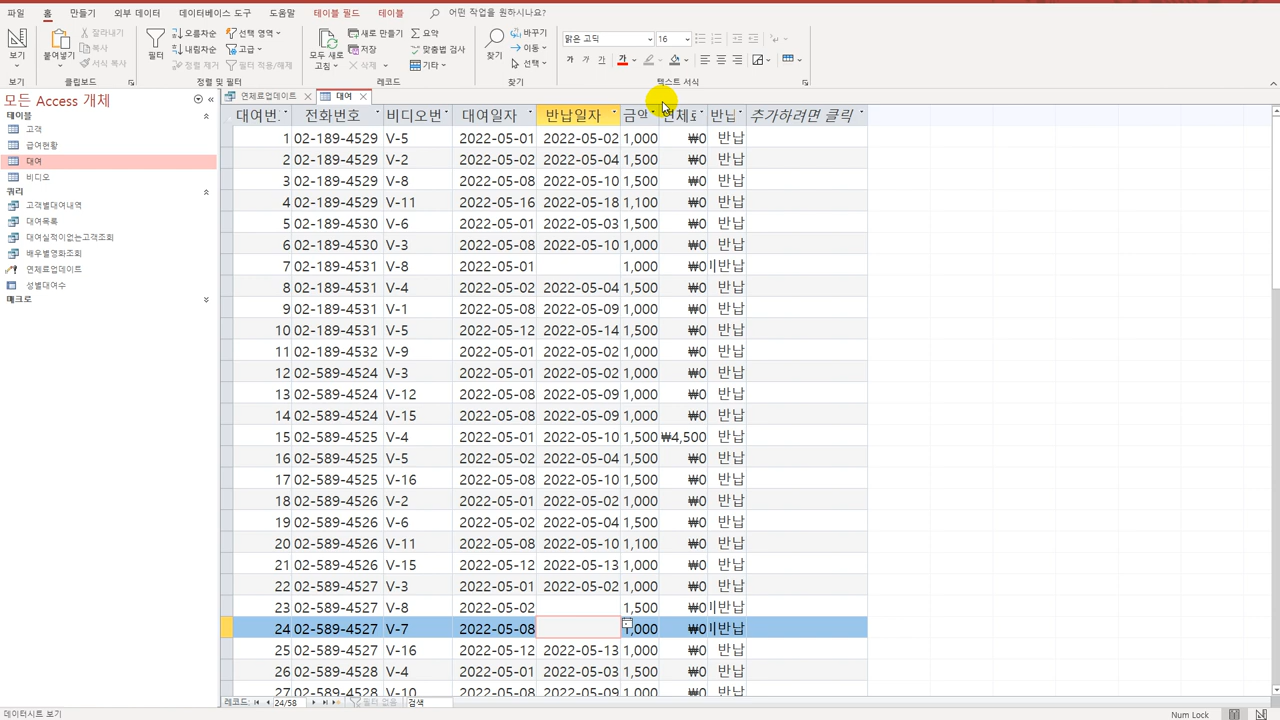 파일 홈 만들기 외부 데이터 데이터베이스 도구 도움말 테이블 필드 테이블 어떤 작업을 원하시나요?
보기 붙여넣기 잘라내기 복사 서식 복사 필터 오름차순 내림차순 텍스트 필터 제거 선택 영역 고급 필터 적용/해제 모두 새로 고침 새로 만들기 저장 삭제 요약 맞춤법 검사 기타 찾기 바꾸기 이동 선택 맑은 고딕 16 가 가 가 가
보기 클립보드 정렬 및 필터 레코드 찾기 텍스트 서식
모든 Access 개체
테이블
고객
급여현황
대여
비디오
쿼리
고객별대여내역
대여목록
대여실적이없는고객조회
배우별영화조회
연체료업데이트
성별대여수
매크로
연체료업데이트 대여
대여번 전화번호 비디오번 대여일자 반납일자 금액 연체료 반납 추가하려면 클릭
1 02-189-4529 V-5 2022-05-01 2022-05-02 1,000 ₩0 반납
2 02-189-4529 V-2 2022-05-02 2022-05-04 1,500 ₩0 반납
3 02-189-4529 V-8 2022-05-08 2022-05-10 1,500 ₩0 반납
4 02-189-4529 V-11 2022-05-16 2022-05-18 1,100 ₩0 반납
5 02-189-4530 V-6 2022-05-01 2022-05-03 1,500 ₩0 반납
6 02-189-4530 V-3 2022-05-08 2022-05-10 1,000 ₩0 반납
7 02-189-4531 V-8 2022-05-01 1,000 ₩0 미반납
8 02-189-4531 V-4 2022-05-02 2022-05-04 1,500 ₩0 반납
9 02-189-4531 V-1 2022-05-08 2022-05-09 1,000 ₩0 반납
10 02-189-4531 V-5 2022-05-12 2022-05-14 1,500 ₩0 반납
11 02-189-4532 V-9 2022-05-01 2022-05-02 1,000 ₩0 반납
12 02-589-4524 V-3 2022-05-01 2022-05-02 1,000 ₩0 반납
13 02-589-4524 V-12 2022-05-08 2022-05-09 1,000 ₩0 반납
14 02-589-4524 V-15 2022-05-08 2022-05-09 1,000 ₩0 반납
15 02-589-4525 V-4 2022-05-01 2022-05-10 1,500 ₩4,500 반납
16 02-589-4525 V-5 2022-05-02 2022-05-04 1,500 ₩0 반납
17 02-589-4525 V-16 2022-05-08 2022-05-10 1,500 ₩0 반납
18 02-589-4526 V-2 2022-05-01 2022-05-02 1,000 ₩0 반납
19 02-589-4526 V-6 2022-05-02 2022-05-04 1,500 ₩0 반납
20 02-589-4526 V-11 2022-05-08 2022-05-10 1,100 ₩0 반납
21 02-589-4526 V-15 2022-05-12 2022-05-13 1,000 ₩0 반납
22 02-589-4527 V-3 2022-05-01 2022-05-02 1,000 ₩0 반납
23 02-589-4527 V-8 2022-05-02 1,500 ₩0 미반납
24 02-589-4527 V-7 2022-05-08 1,000 ₩0 미반납
25 02-589-4527 V-16 2022-05-12 2022-05-13 1,000 ₩0 반납
26 02-589-4528 V-4 2022-05-01 2022-05-03 1,500 ₩0 반납
27 02-589-4528 V-10 2022-05-08 2022-05-09 1,000 ₩0 반납
레코드: 24/58 필터 없음 검색
데이터시트 보기 Num Lock